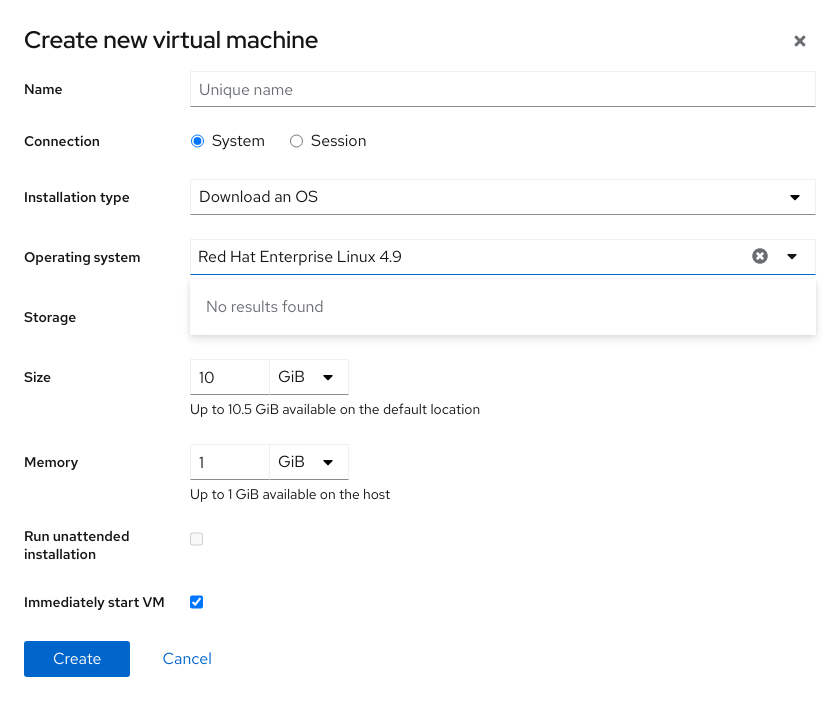 Create new virtual machine
Name
Unique name
Connection
System
Session
Installation type
Download an OS
Operating system
Red Hat Enterprise Linux 4.9
No results found
Storage
Size
10
GiB
Up to 10.5 GiB available on the default location
Memory
1
GiB
Up to 1 GiB available on the host
Run unattended
installation
Immediately start VM
Create
Cancel